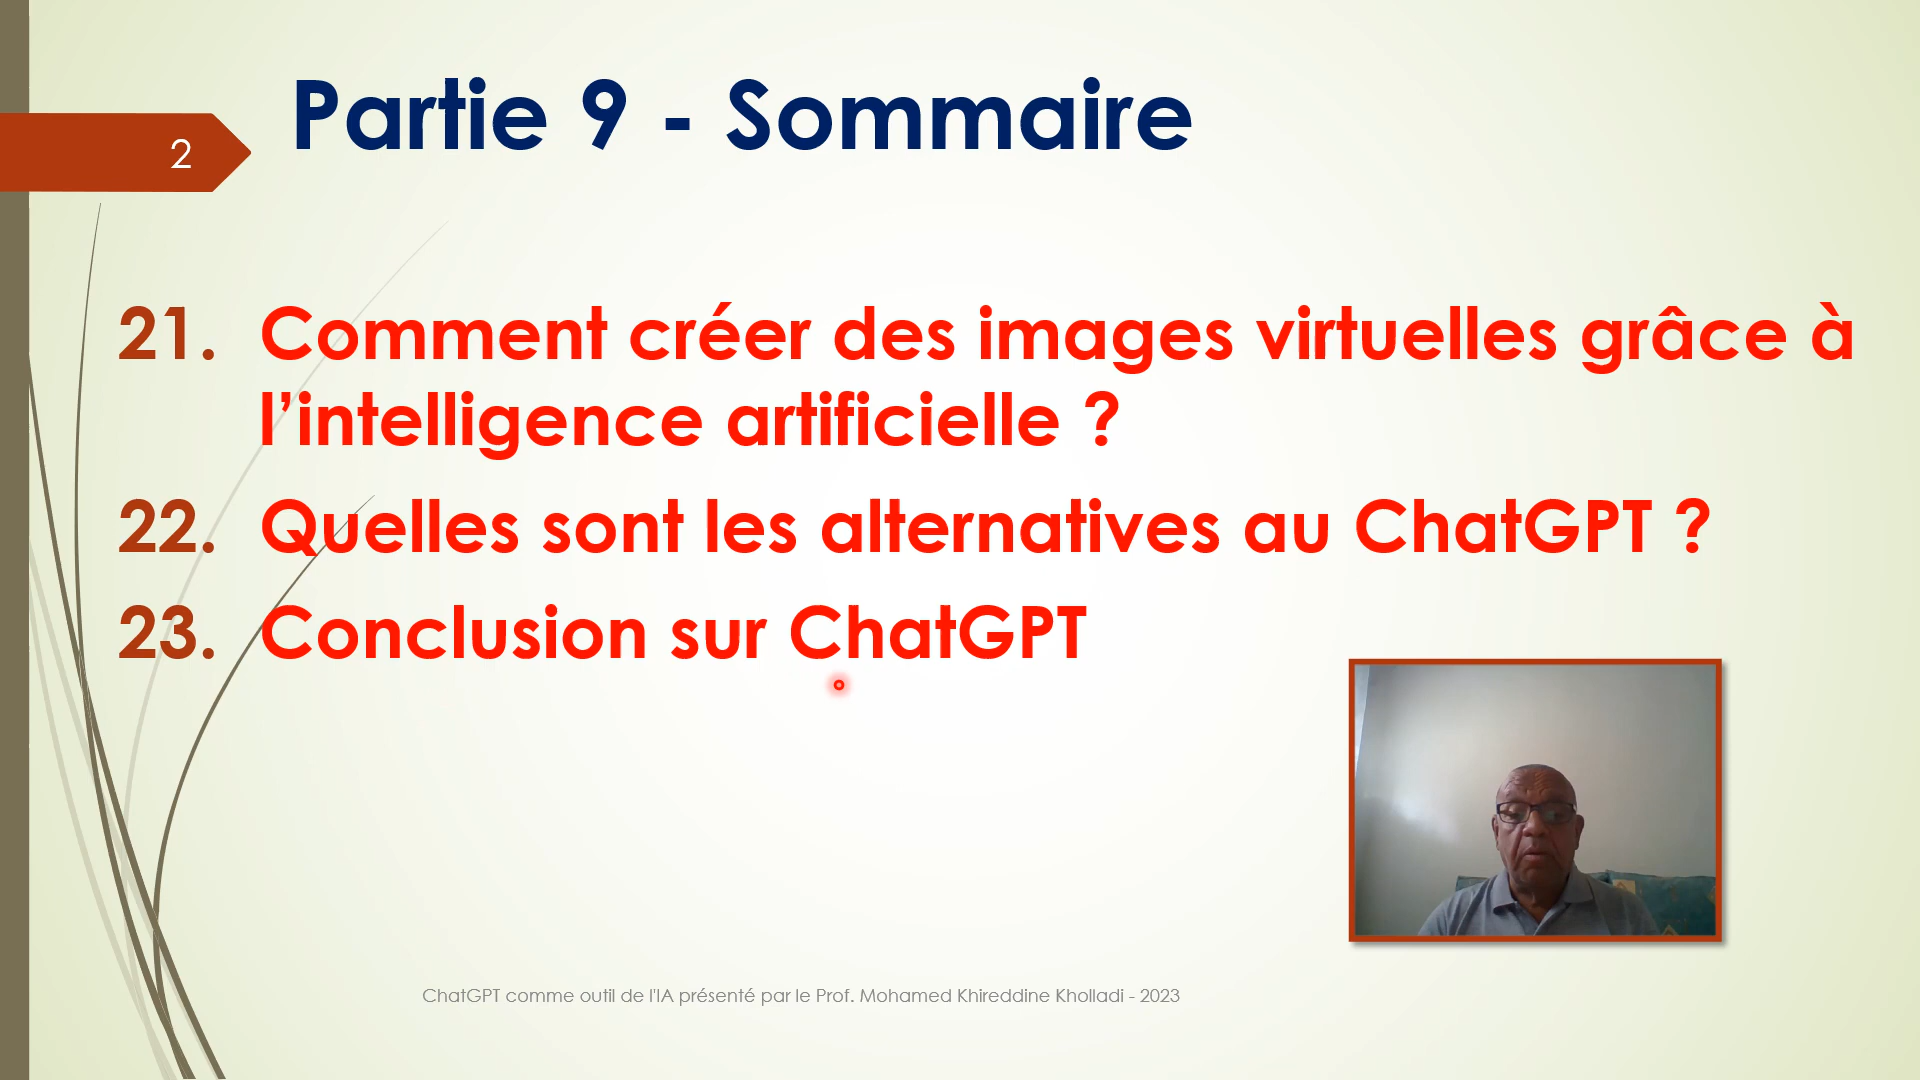 Partie 9 - Sommaire
2
21. Comment créer des images virtuelles grâce à
l’intelligence artificielle ?
22. Quelles sont les alternatives au ChatGPT ?
23. Conclusion sur ChatGPT
ChatGPT comme outil de l'IA présenté par le Prof. Mohamed Khireddine Kholladi - 2023